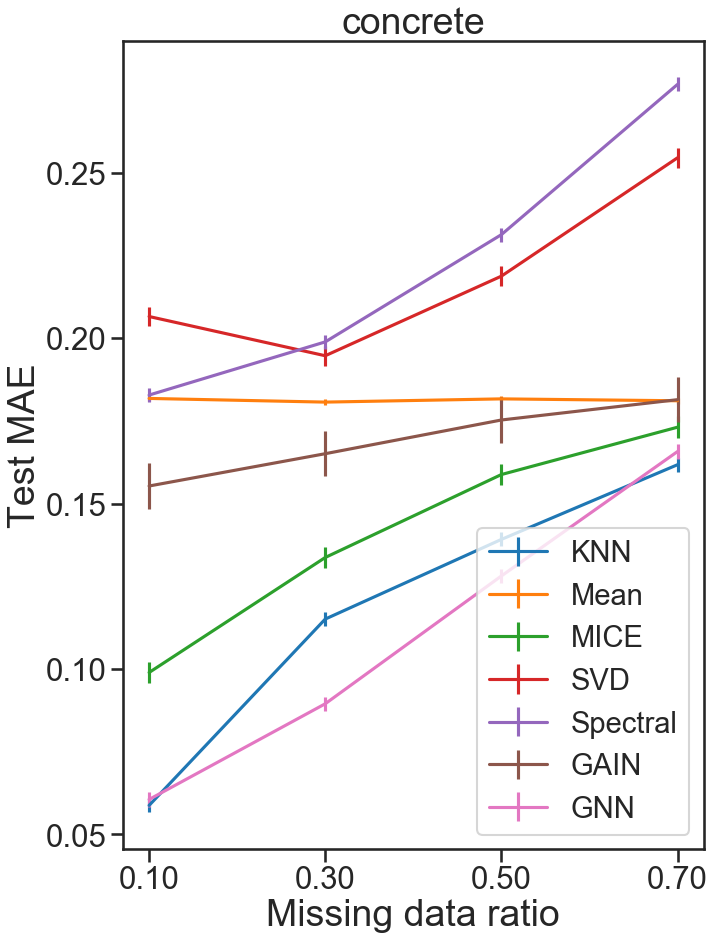 concrete
Test MAE
0.25
0.20
0.15
0.10
0.05
KNN
Mean
MICE
SVD
Spectral
GAIN
GNN
0.10 0.30 0.50 0.70
Missing data ratio